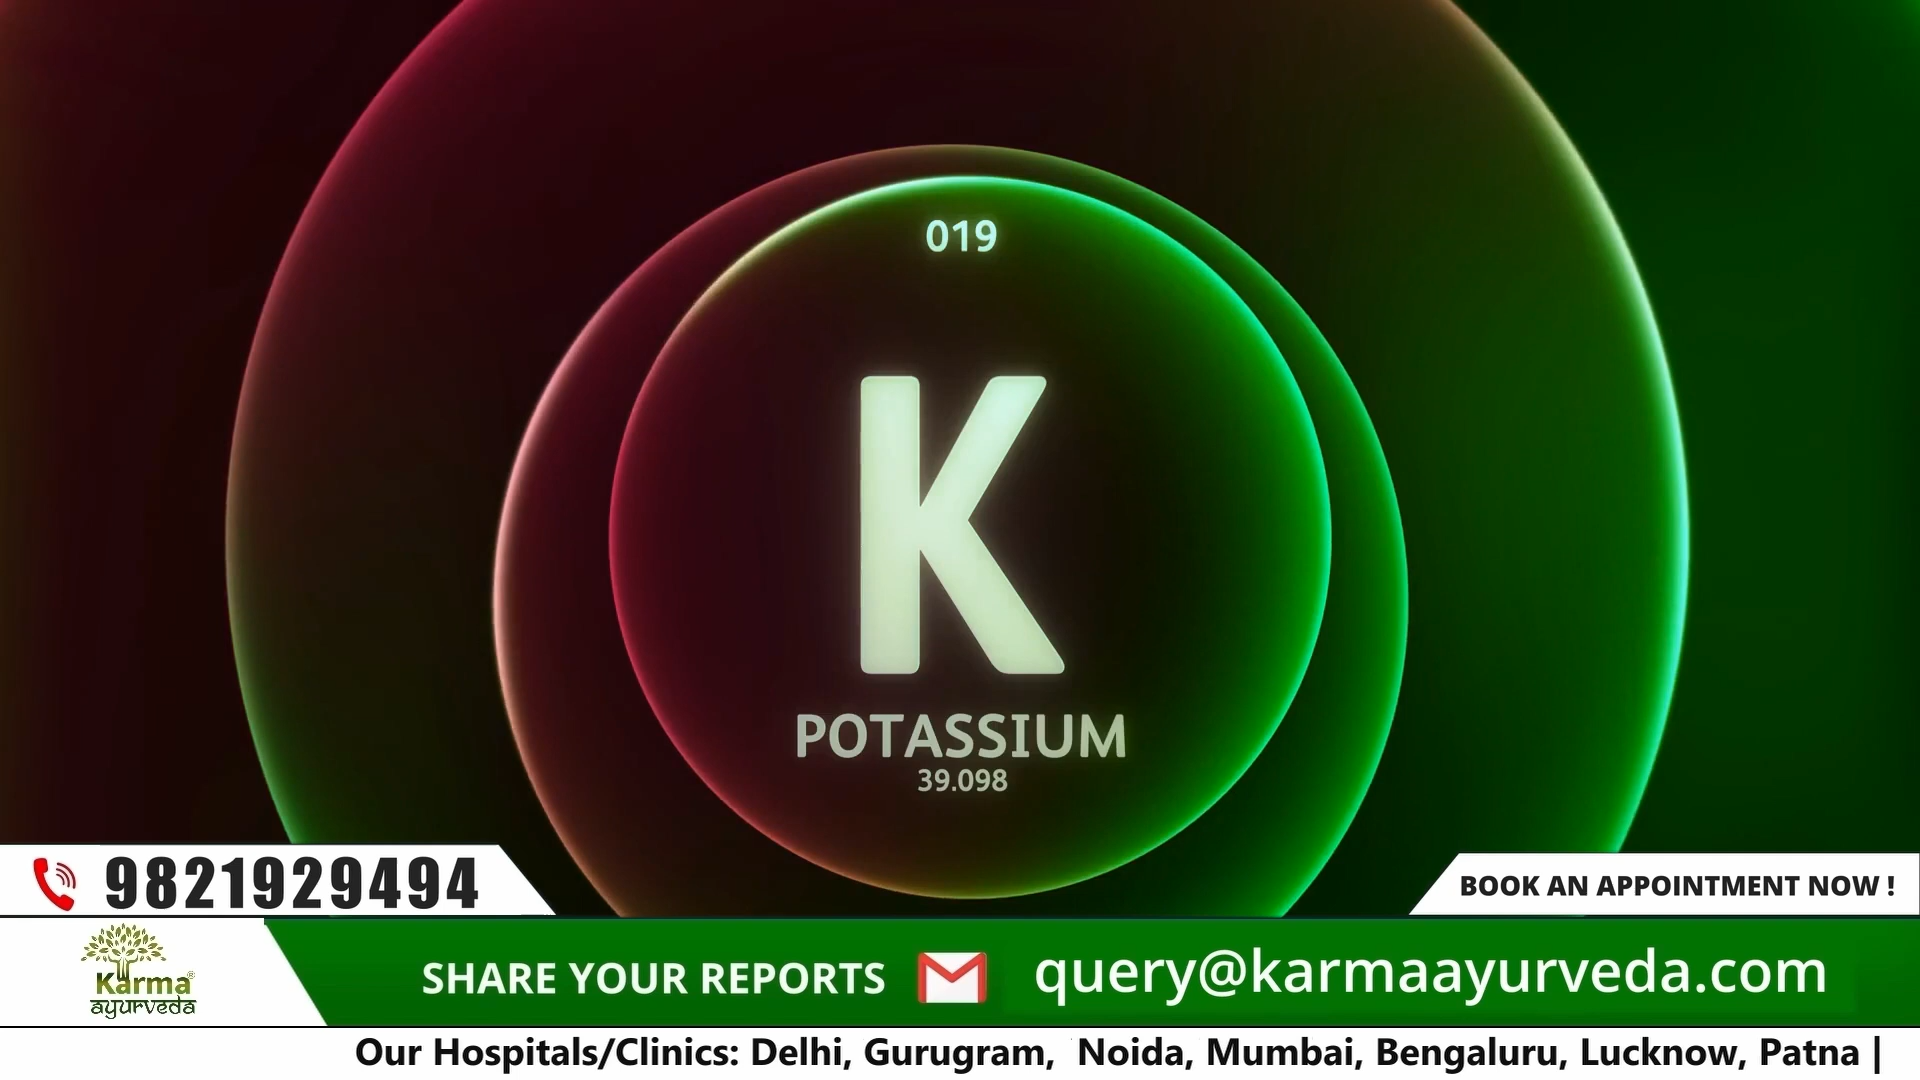 019
K
POTASSIUM
39.098
9821929494
BOOK AN APPOINTMENT NOW !
Karma®
ayurveda
SHARE YOUR REPORTS
query@karmaayurveda.com
Our Hospitals/Clinics: Delhi, Gurugram, Noida, Mumbai, Bengaluru, Lucknow, Patna |